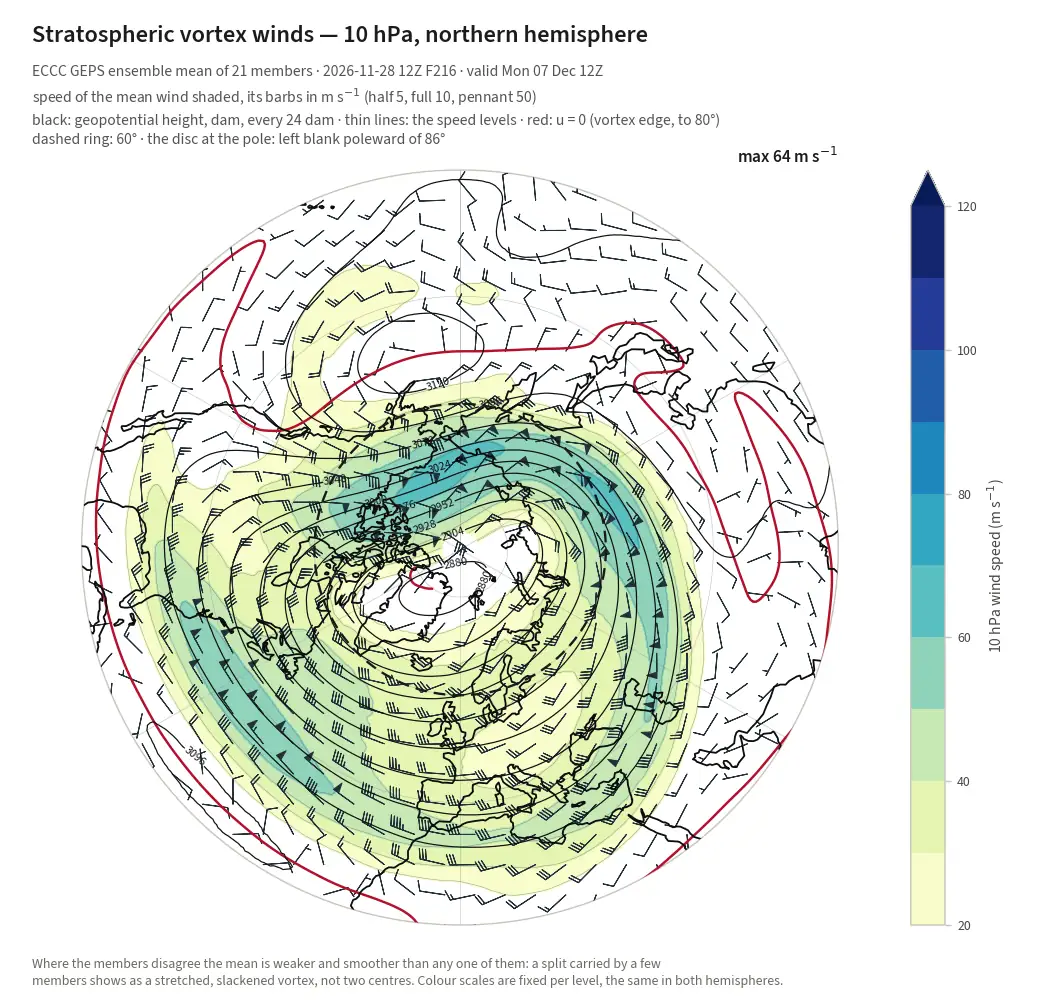 Stratospheric vortex winds — 10 hPa, northern hemisphere
ECCC GEPS ensemble mean of 21 members · 2026-11-28 12Z F216 · valid Mon 07 Dec 12Z
speed of the mean wind shaded, its barbs in m s⁻¹ (half 5, full 10, pennant 50)
black: geopotential height, dam, every 24 dam · thin lines: the speed levels · red: u = 0 (vortex edge, to 80°)
dashed ring: 60° · the disc at the pole: left blank poleward of 86°
max 64 m s⁻¹
120
100
80
60
40
20
10 hPa wind speed (m s⁻¹)
3120
3024
2952
2928
2904
2880
2880
3096
Where the members disagree the mean is weaker and smoother than any one of them: a split carried by a few
members shows as a stretched, slackened vortex, not two centres. Colour scales are fixed per level, the same in both hemispheres.